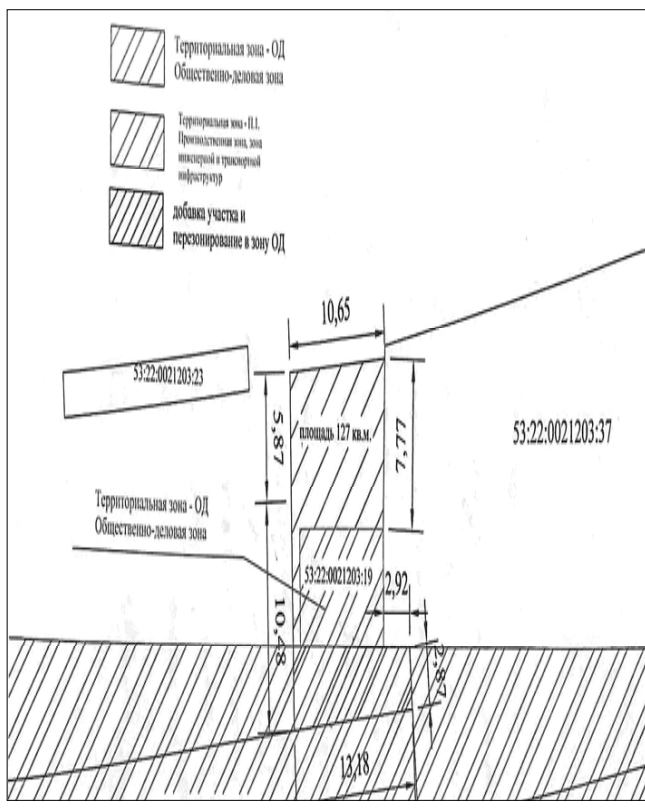 Территориальная зона - ОД
Общественно-деловая зона
Территориальная зона - П.1.
Производственная зона, зона
инженерной и транспортной
инфраструктур
добавка участка и
перезонирование в зону ОД
10,65
53:22:0021203:23
5,87
площадь 127 кв.м.
7,77
53:22:0021203:37
Территориальная зона - ОД
Общественно-деловая зона
53:22:0021203:19
2,92
10,48
2,87
13,18